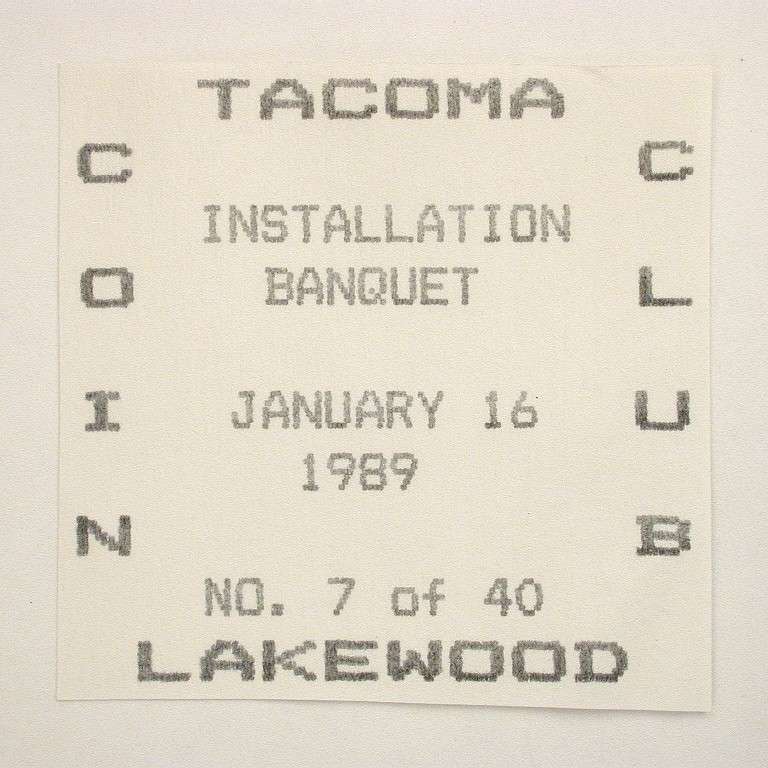 TACOMA
COIN
CLUB
INSTALLATION
BANQUET
JANUARY 16
1989
NO. 7 of 40
LAKEWOOD